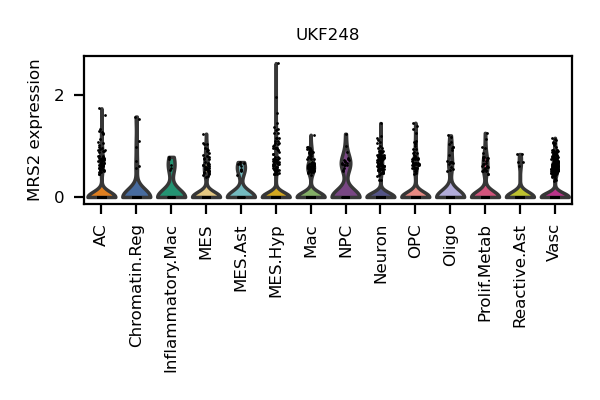 UKF248
MRS2 expression
2
0
AC
Chromatin.Reg
Inflammatory.Mac
MES
MES.Ast
MES.Hyp
Mac
NPC
Neuron
OPC
Oligo
Prolif.Metab
Reactive.Ast
Vasc